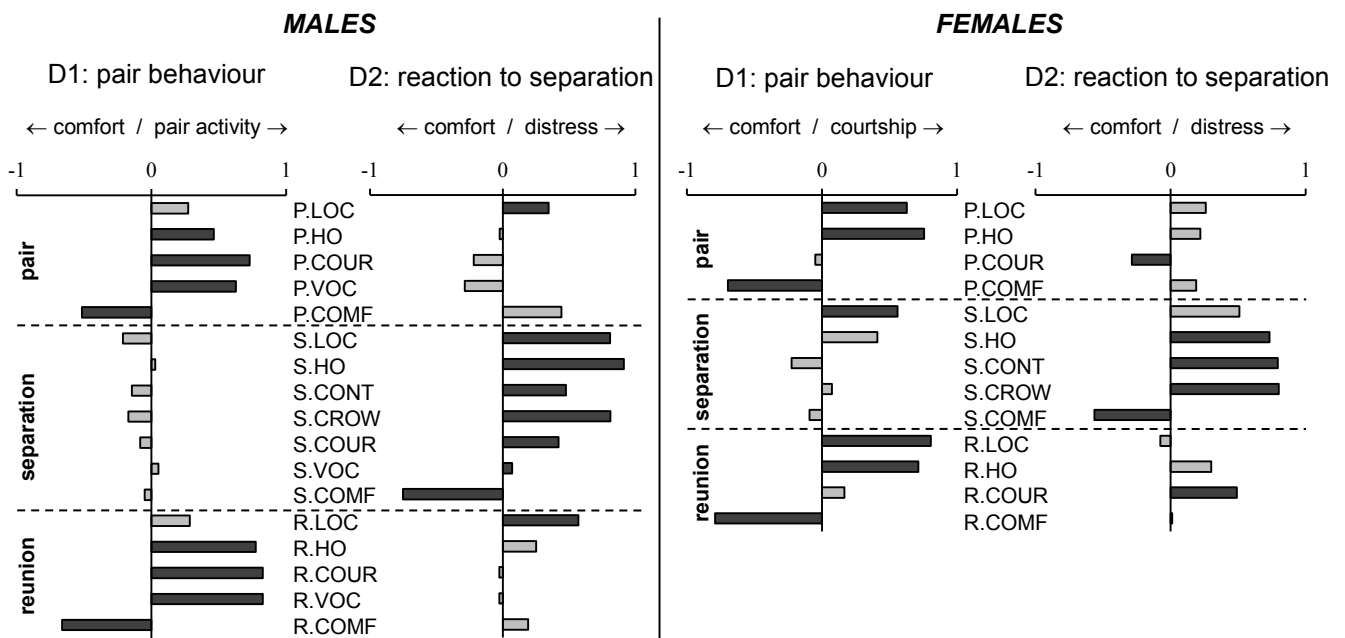 MALES
FEMALES
D1: pair behaviour
D2: reaction to separation
D1: pair behaviour
D2: reaction to separation
← comfort / pair activity →
← comfort / distress →
← comfort / courtship →
← comfort / distress →
-1 0 1
-1 0 1
-1 0 1
-1 0 1
pair
P.LOC
P.HO
P.COUR
P.VOC
P.COMF
separation
S.LOC
S.HO
S.CONT
S.CROW
S.COUR
S.VOC
S.COMF
reunion
R.LOC
R.HO
R.COUR
R.VOC
R.COMF
pair
P.LOC
P.HO
P.COUR
P.COMF
separation
S.LOC
S.HO
S.CONT
S.CROW
S.COMF
reunion
R.LOC
R.HO
R.COUR
R.COMF